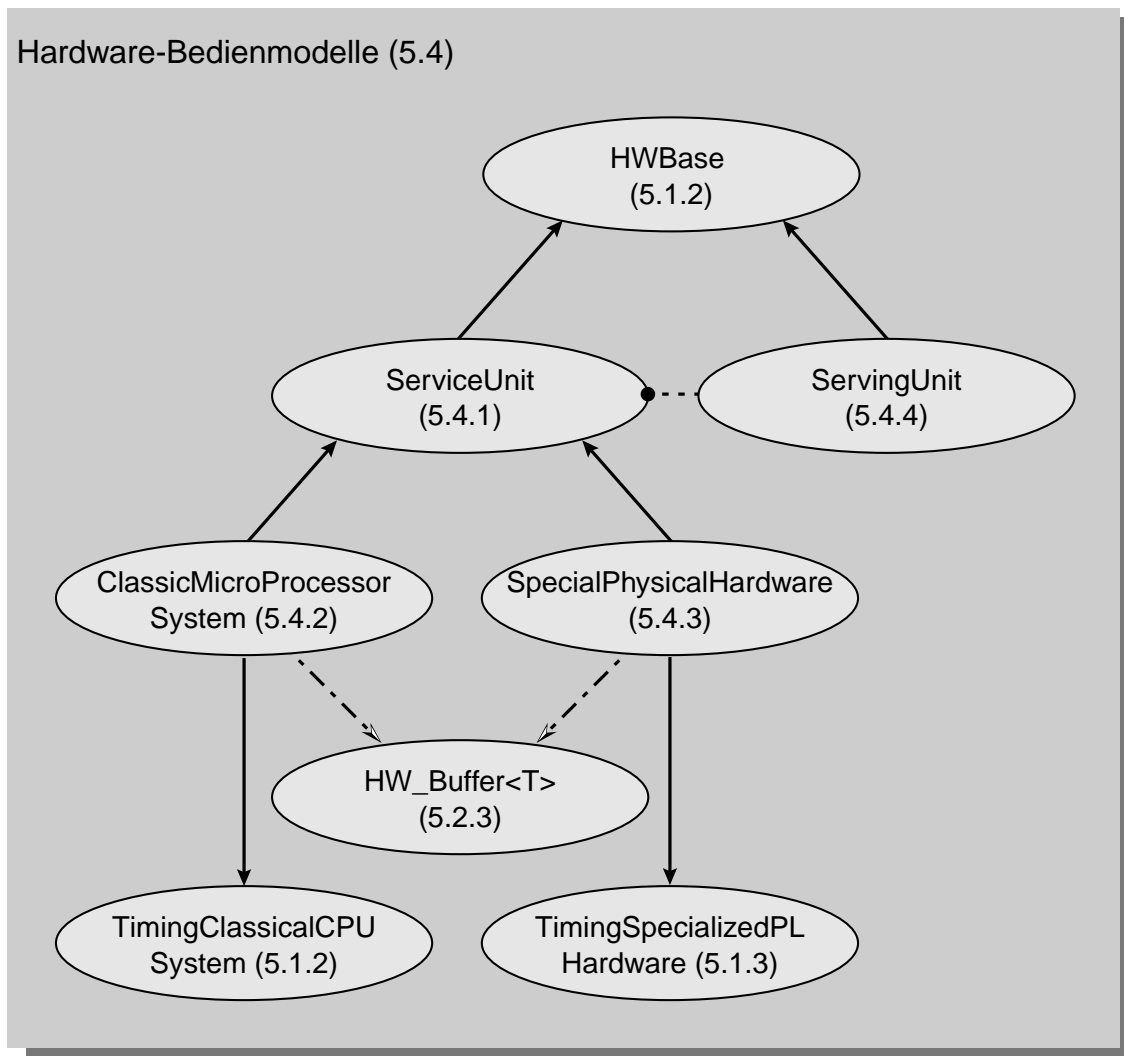 Hardware-Bedienmodelle (5.4)
HWBase
(5.1.2)
ServiceUnit
(5.4.1)
ServingUnit
(5.4.4)
ClassicMicroProcessor
System (5.4.2)
SpecialPhysicalHardware
(5.4.3)
HW_Buffer<T>
(5.2.3)
TimingClassicalCPU
System (5.1.2)
TimingSpecializedPL
Hardware (5.1.3)